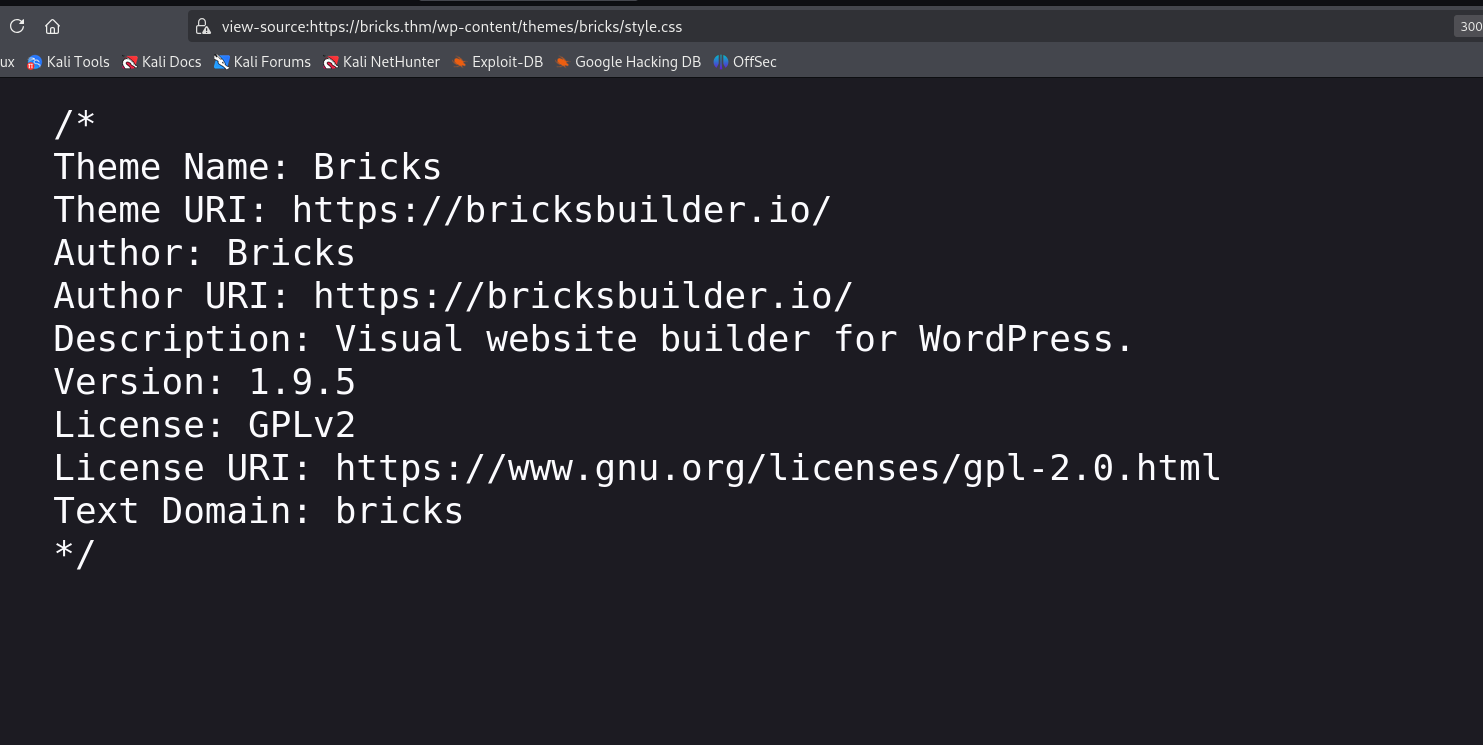 view-source:https://bricks.thm/wp-content/themes/bricks/style.css
300
ux Kali Tools Kali Docs Kali Forums Kali NetHunter Exploit-DB Google Hacking DB OffSec
/*
Theme Name: Bricks
Theme URI: https://bricksbuilder.io/
Author: Bricks
Author URI: https://bricksbuilder.io/
Description: Visual website builder for WordPress.
Version: 1.9.5
License: GPLv2
License URI: https://www.gnu.org/licenses/gpl-2.0.html
Text Domain: bricks
*/